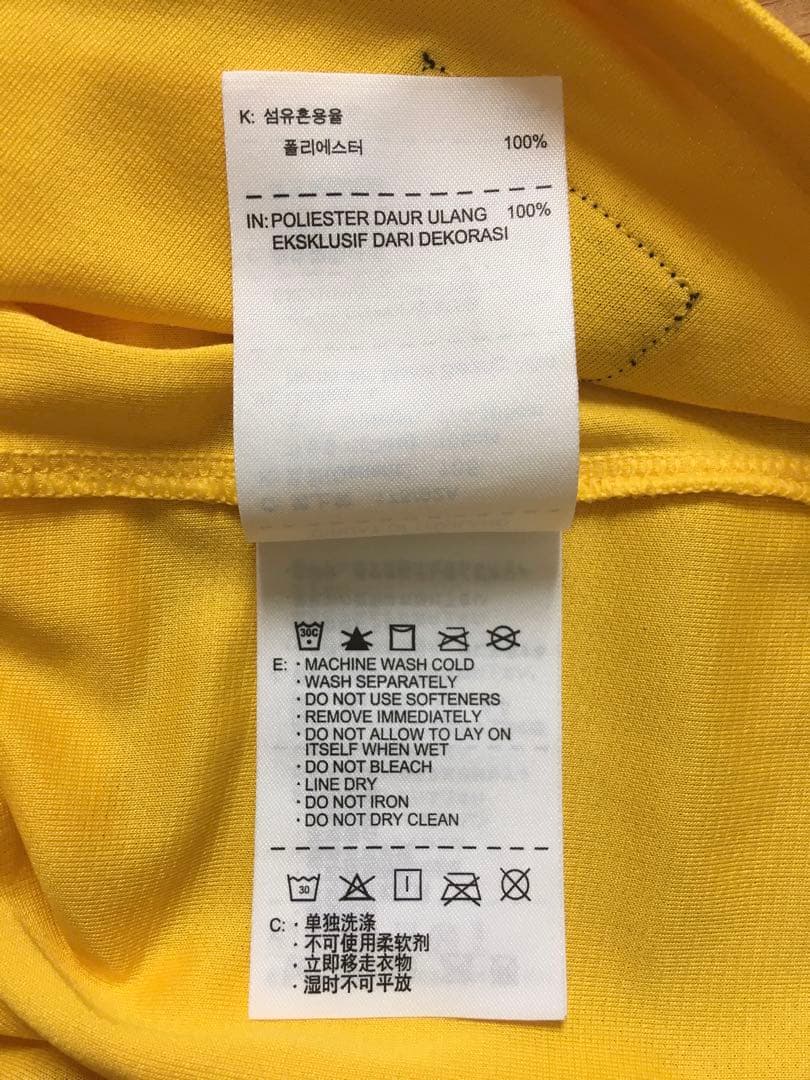 K: 섬유혼용율
폴리에스터 100%
IN: POLIESTER DAUR ULANG 100%
EKSKLUSIF DARI DEKORASI
30C
E: · MACHINE WASH COLD
· WASH SEPARATELY
· DO NOT USE SOFTENERS
· REMOVE IMMEDIATELY
· DO NOT ALLOW TO LAY ON
ITSELF WHEN WET
· DO NOT BLEACH
· LINE DRY
· DO NOT IRON
· DO NOT DRY CLEAN
30
C: · 单独洗涤
· 不可使用柔软剂
· 立即移走衣物
· 湿时不可平放